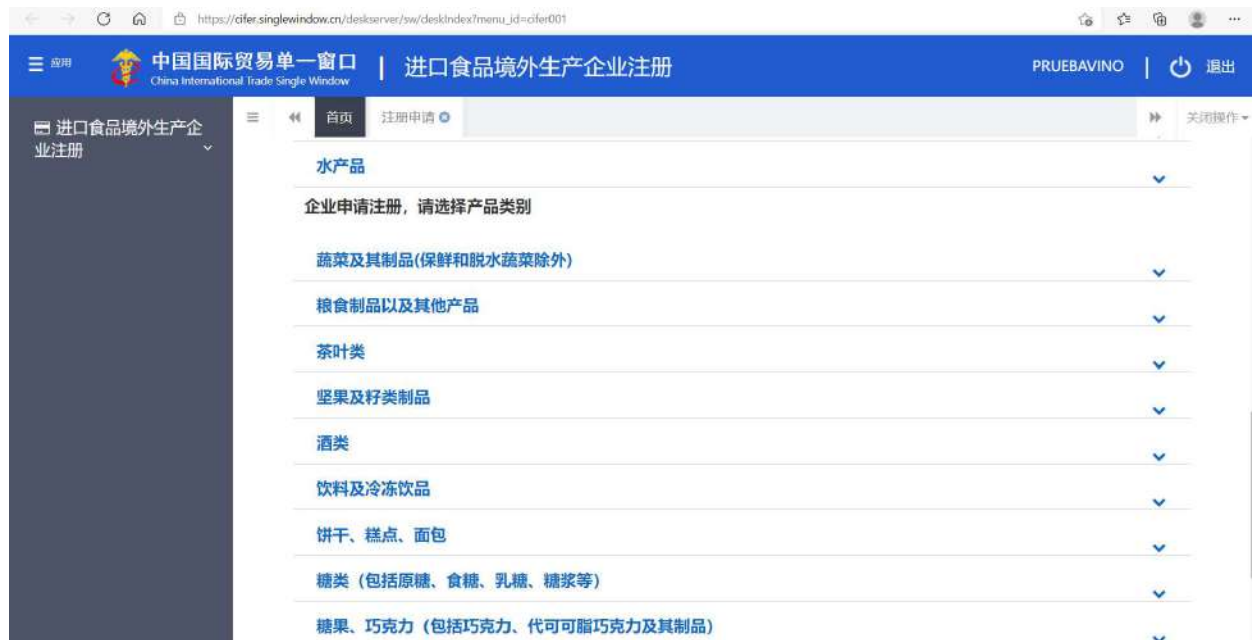 https://cifer.singlewindow.cn/deskserver/sw/deskIndex?menu_id=cifer001
应用
中国国际贸易单一窗口
China International Trade Single Window
进口食品境外生产企业注册
PRUEBAVINO
退出
进口食品境外生产企
业注册
首页
注册申请
关闭操作
水产品
企业申请注册，请选择产品类别
蔬菜及其制品(保鲜和脱水蔬菜除外)
粮食制品以及其他产品
茶叶类
坚果及籽类制品
酒类
饮料及冷冻饮品
饼干、糕点、面包
糖类（包括原糖、食糖、乳糖、糖浆等）
糖果、巧克力（包括巧克力、代可可脂巧克力及其制品）